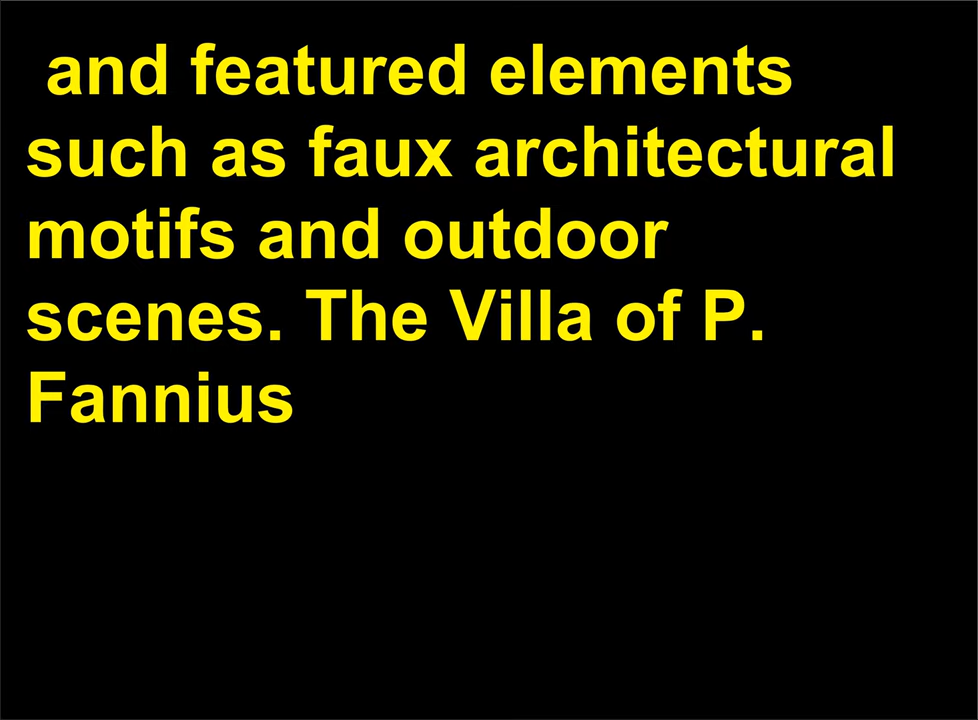 and featured elements
such as faux architectural
motifs and outdoor
scenes. The Villa of P.
Fannius